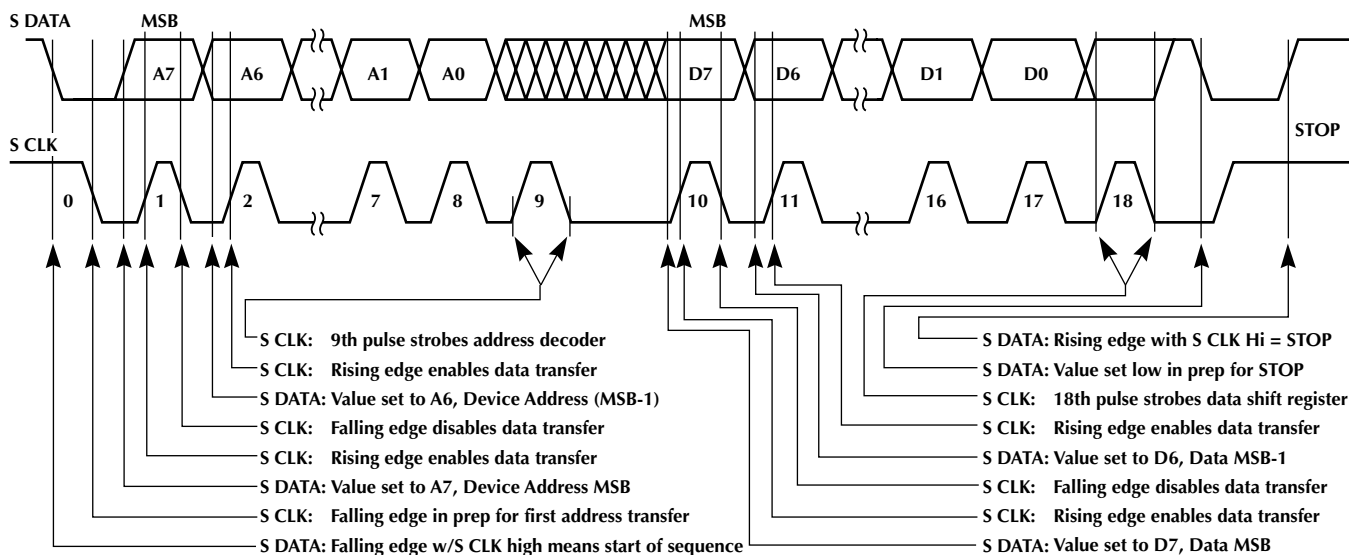 S DATA
MSB
MSB
A7 A6 A1 A0 D7 D6 D1 D0
S CLK
STOP
0 1 2 7 8 9 10 11 16 17 18
S CLK: 9th pulse strobes address decoder
S CLK: Rising edge enables data transfer
S DATA: Value set to A6, Device Address (MSB-1)
S CLK: Falling edge disables data transfer
S CLK: Rising edge enables data transfer
S DATA: Value set to A7, Device Address MSB
S CLK: Falling edge in prep for first address transfer
S DATA: Falling edge w/S CLK high means start of sequence
S DATA: Rising edge with S CLK Hi = STOP
S DATA: Value set low in prep for STOP
S CLK: 18th pulse strobes data shift register
S CLK: Rising edge enables data transfer
S DATA: Value set to D6, Data MSB-1
S CLK: Falling edge disables data transfer
S CLK: Rising edge enables data transfer
S DATA: Value set to D7, Data MSB